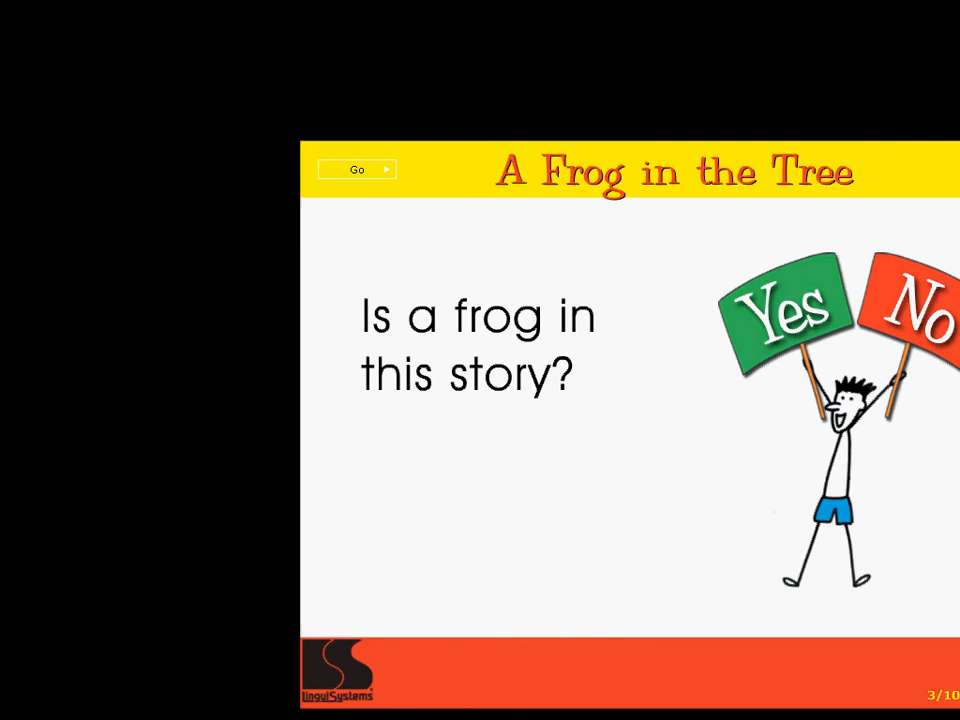 Go
A Frog in the Tree
Is a frog in
this story?
Yes
No
LinguiSystems
3/10